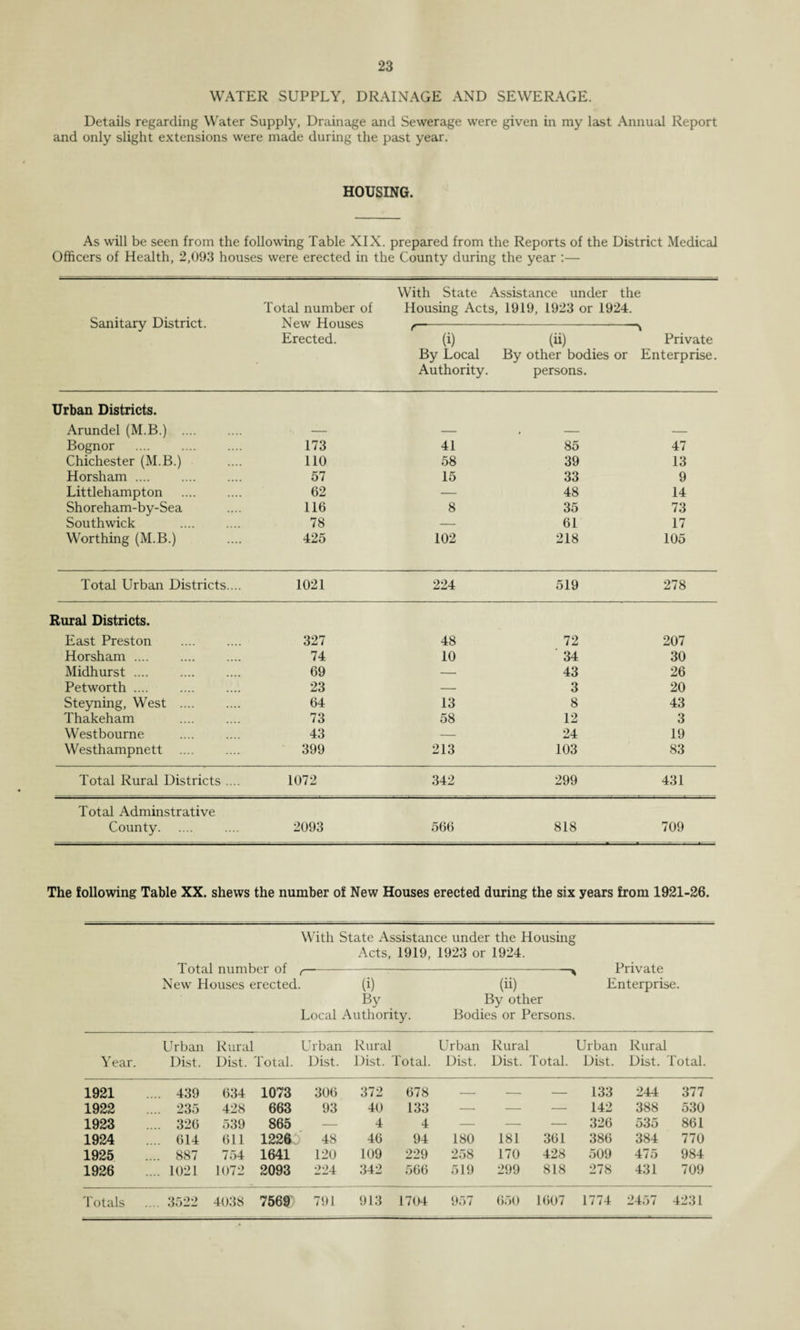 23
WATER SUPPLY, DRAINAGE AND SEWERAGE.
Details regarding Water Supply, Drainage and Sewerage were given in my last Annual Report
and only slight extensions were made during the past year.
HOUSING.
As will be seen from the following Table XIX. prepared from the Reports of the District Medical
Officers of Health, 2,093 houses were erected in the County during the year :—
With State Assistance under the
Total number of Housing Acts, 1919, 1923 or 1924.
Sanitary District. New Houses
Erected. (i) (ii) Private
By Local By other bodies or Enterprise.
Authority. persons.
Urban Districts.
Arundel (M.B.) .... .... — — — —
Bognor .... .... .... 173 41 85 47
Chichester (M.B.) .... 110 58 39 13
Horsham .... .... .... 57 15 33 9
Littlehampton .... .... 62 — 48 14
Shoreham-by-Sea .... 116 8 35 73
Southwick .... .... 78 — 61 17
Worthing (M.B.) .... 425 102 218 105
Total Urban Districts.... 1021 224 519 278
Rural Districts.
East Preston .... .... 327 48 72 207
Horsham .... .... .... 74 10 34 30
Midhurst .... .... .... 69 — 43 26
Petworth .... .... .... 23 — 3 20
Steyning, West .... .... 64 13 8 43
Thakeham .... .... 73 58 12 3
Westbourne .... .... 43 — 24 19
Westhampnett .... .... 399 213 103 83
Total Rural Districts .... 1072 342 299 431
Total Adminstrative
County. .... .... 2093 566 818 709
The following Table XX. shews the number of New Houses erected during the six years from 1921-26.
With State Assistance under the Housing
Acts, 1919, 1923 or 1924.
Total number of Private
New Houses erected. (i) (ii) Enterprise.
By By other
Local Authority. Bodies or Persons.
Urban Rural Urban Rural Urban Rural Urban Rural
Year. Dist. Dist. Total. Dist. Dist. Total. Dist. Dist. Total. Dist. Dist. Total.
1921 .... 439 634 1073 306 372 678 — — — 133 244 377
1922 .... 235 428 663 93 40 133 — — — 142 388 530
1923 .... 326 539 865 — 4 4 — — — 326 535 861
1924 .... 614 611 1226 48 46 94 180 181 361 386 384 770
1925 .... 887 754 1641 120 109 229 258 170 428 509 475 984
1926 .... 1021 1072 2093 224 342 566 519 299 818 278 431 709
Totals .... 3522 4038 7569 791 913 1704 957 650 1607 1774 2457 4231